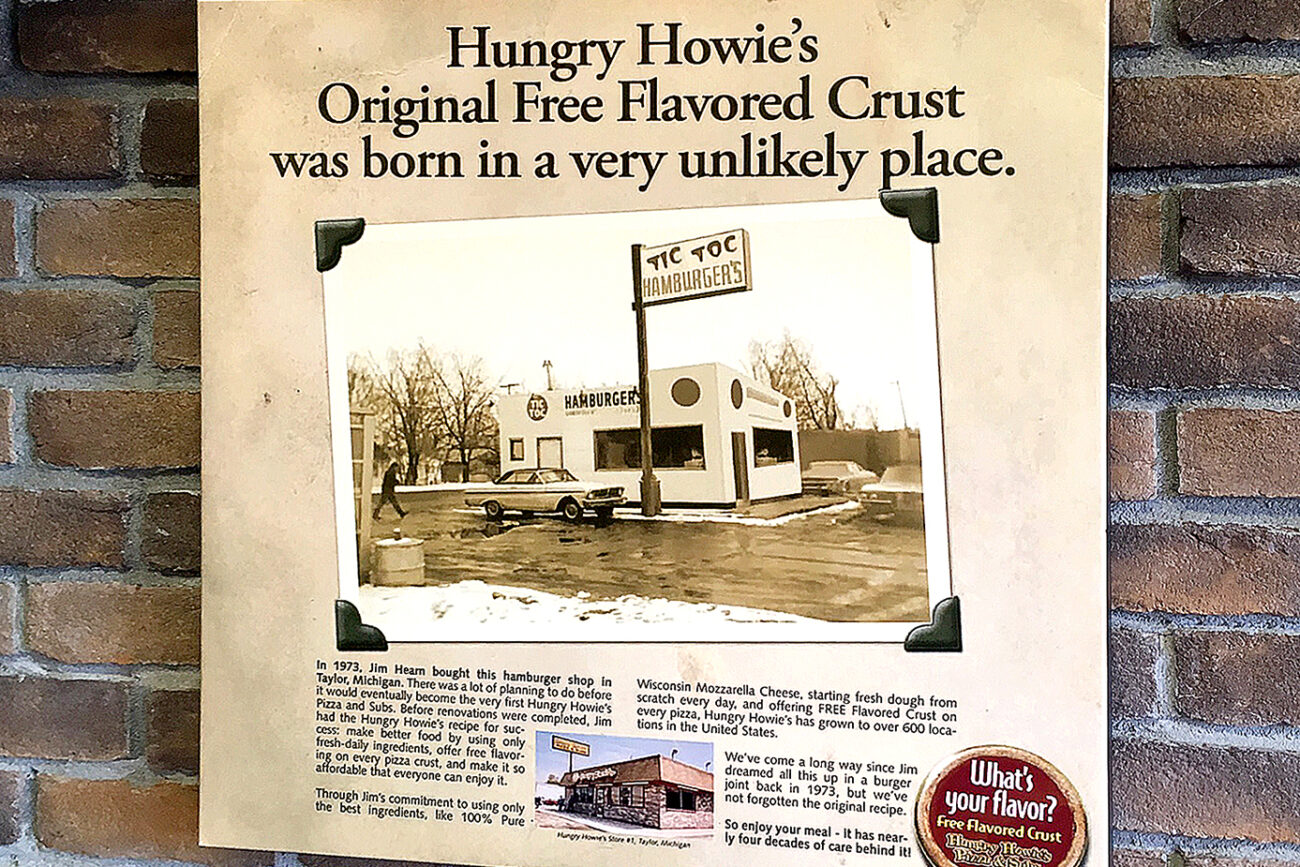 Hungry Howie's
Original Free Flavored Crust
was born in a very unlikely place.
TIC TOC
HAMBURGER'S
TIC
TOC
HAMBURGER'S
In 1973, Jim Hearn bought this hamburger shop in
Taylor, Michigan. There was a lot of planning to do before
it would eventually become the very first Hungry Howie's
Pizza and Subs. Before renovations were completed, Jim
had the Hungry Howie's recipe for suc-
cess: make better food by using only
fresh-daily ingredients, offer free flavor-
ing on every pizza crust, and make it so
affordable that everyone can enjoy it.
Through Jim's commitment to using only
the best ingredients, like 100% Pure
Wisconsin Mozzarella Cheese, starting fresh dough from
scratch every day, and offering FREE Flavored Crust on
every pizza, Hungry Howie's has grown to over 600 loca-
tions in the United States.
We've come a long way since Jim
dreamed all this up in a burger
joint back in 1973, but we've
not forgotten the original recipe.
So enjoy your meal - it has near-
ly four decades of care behind it!
Hungry Howie's Store #1, Taylor, Michigan
What's
your flavor?
Free Flavored Crust
Hungry Howie's
Pizza & Subs